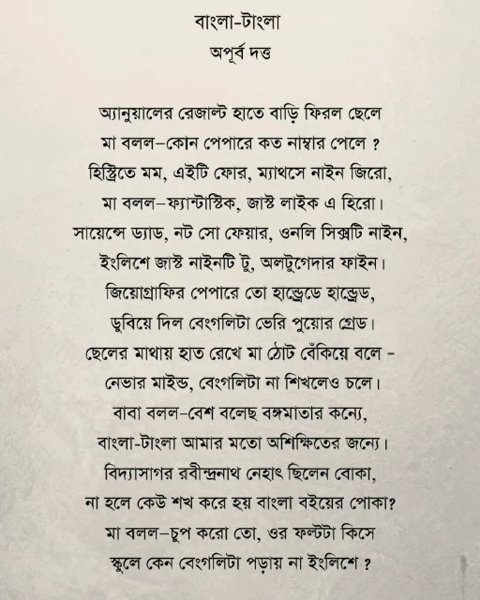 বাংলা-টাংলা
অপূর্ব দত্ত
অ্যানুয়ালের রেজাল্ট হাতে বাড়ি ফিরল ছেলে
মা বলল–কোন পেপারে কত নাম্বার পেলে ?
হিস্ট্রিতে মম, এইটি ফোর, ম্যাথসে নাইন জিরো,
মা বলল–ফ্যান্টাস্টিক, জাস্ট লাইক এ হিরো।
সায়েন্সে ড্যাড, নট সো ফেয়ার, ওনলি সিক্সটি নাইন,
ইংলিশে জাস্ট নাইনটি টু, অলটুগেদার ফাইন।
জিয়োগ্রাফির পেপারে তো হান্ড্রেডে হান্ড্রেড,
ডুবিয়ে দিল বেংগলিটা ভেরি পুয়োর গ্রেড।
ছেলের মাথায় হাত রেখে মা ঠোট বেঁকিয়ে বলে -
নেভার মাইন্ড, বেংগলিটা না শিখলেও চলে।
বাবা বলল–বেশ বলেছ বঙ্গমাতার কন্যে,
বাংলা-টাংলা আমার মতো অশিক্ষিতের জন্যে।
বিদ্যাসাগর রবীন্দ্রনাথ নেহাৎ ছিলেন বোকা,
না হলে কেউ শখ করে হয় বাংলা বইয়ের পোকা?
মা বলল–চুপ করো তো, ওর ফল্টটা কিসে
স্কুলে কেন বেংগলিটা পড়ায় না ইংলিশে ?